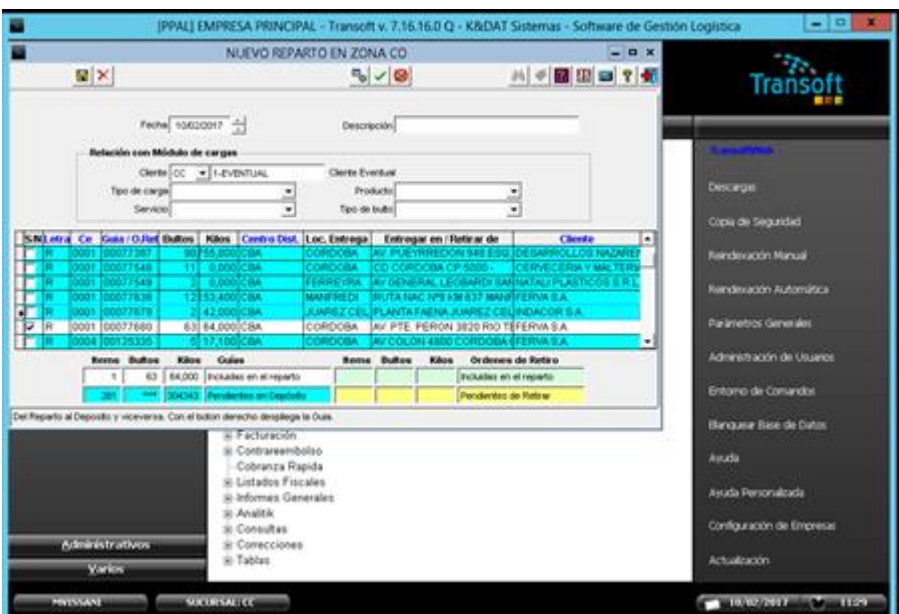 [PPAL] EMPRESA PRINCIPAL - Transoft v. 7.16.16.0 Q - K&DAT Sistemas - Software de Gestión Logística
NUEVO REPARTO EN ZONA CO
Transoft
Fecha 10/02/2017 Descripción
Relación con Módulo de cargas
Cliente CC 1-EVENTUAL Cliente Eventual
Tipo de carga Producto
Servicio Tipo de bulto
S/N Letra Ce Guía / O.Ret Bultos Kilos Centro Dist. Loc. Entrega Entregar en / Retirar de Cliente
R 0001 00077387 CBA CORDOBA AV. PUEYRREDON 948 ESQ. DESARROLLOS NAZARE
R 0001 00077548 11 0,000 CBA CORDOBA CD CORDOBA CP 5000 - CERVECERIA Y MALTER
R 0001 00077549 2 0,000 CBA FERREYRA AV GENERAL LEOBARDI SAN NATALI PLASTICOS S R L
R 0001 00077638 12 CBA MANFREDI RUTA NAC Nº9 KM 637 MANF FERVA S.A.
R 0001 00077679 2 42,000 CBA JUAREZ CEL PLANTA FAENA JUAREZ CEL INDACOR S.A.
R 0001 00077680 63 64,000 CBA CORDOBA AV. PTE. PERON 3820 RIO TE FERVA S.A.
R 0004 00125335 5 17,100 CBA CORDOBA AV COLON 4800 CORDOBA FERVA S.A.
Items Bultos Kilos Guías Items Bultos Kilos Ordenes de Retiro
1 63 64,000 Incluidas en el reparto Incluidas en el reparto
281 **** 304343 Pendientes en Depósito Pendientes de Retirar
Del Reparto al Deposito y viceversa. Con el boton derecho despliega la Guia.
Facturación
Contrareembolso
Cobranza Rapida
Listados Fiscales
Informes Generales
Analitik
Consultas
Correcciones
Tablas
Administrativos
Varios
TransoftWeb
Descargas
Copia de Seguridad
Reindexación Manual
Reindexación Automática
Parámetros Generales
Administración de Usuarios
Entorno de Comandos
Blanquear Base de Datos
Ayuda
Ayuda Personalizada
Configuración de Empresas
Actualización
MVISSANI SUCURSAL: CC 10/02/2017 11:29